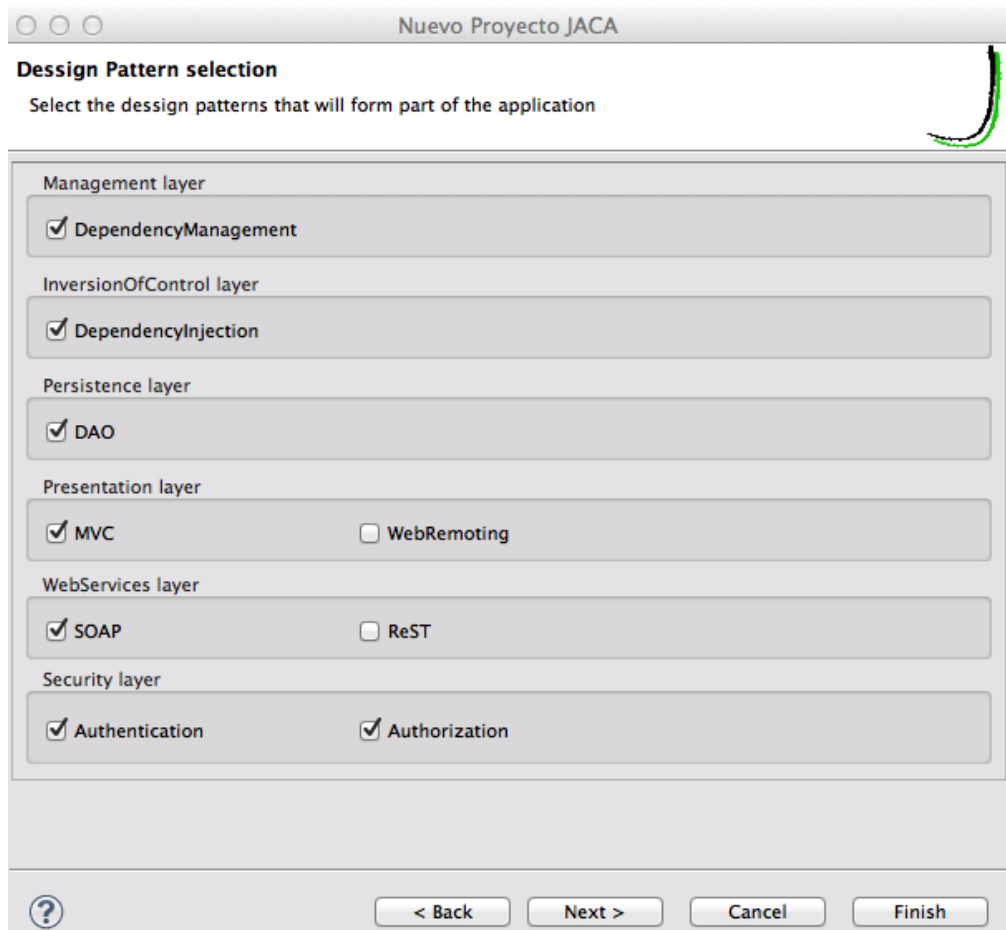 Nuevo Proyecto JACA
Dessign Pattern selection
Select the dessign patterns that will form part of the application
Management layer
DependencyManagement
InversionOfControl layer
DependencyInjection
Persistence layer
DAO
Presentation layer
MVC WebRemoting
WebServices layer
SOAP ReST
Security layer
Authentication Authorization
? < Back Next > Cancel Finish